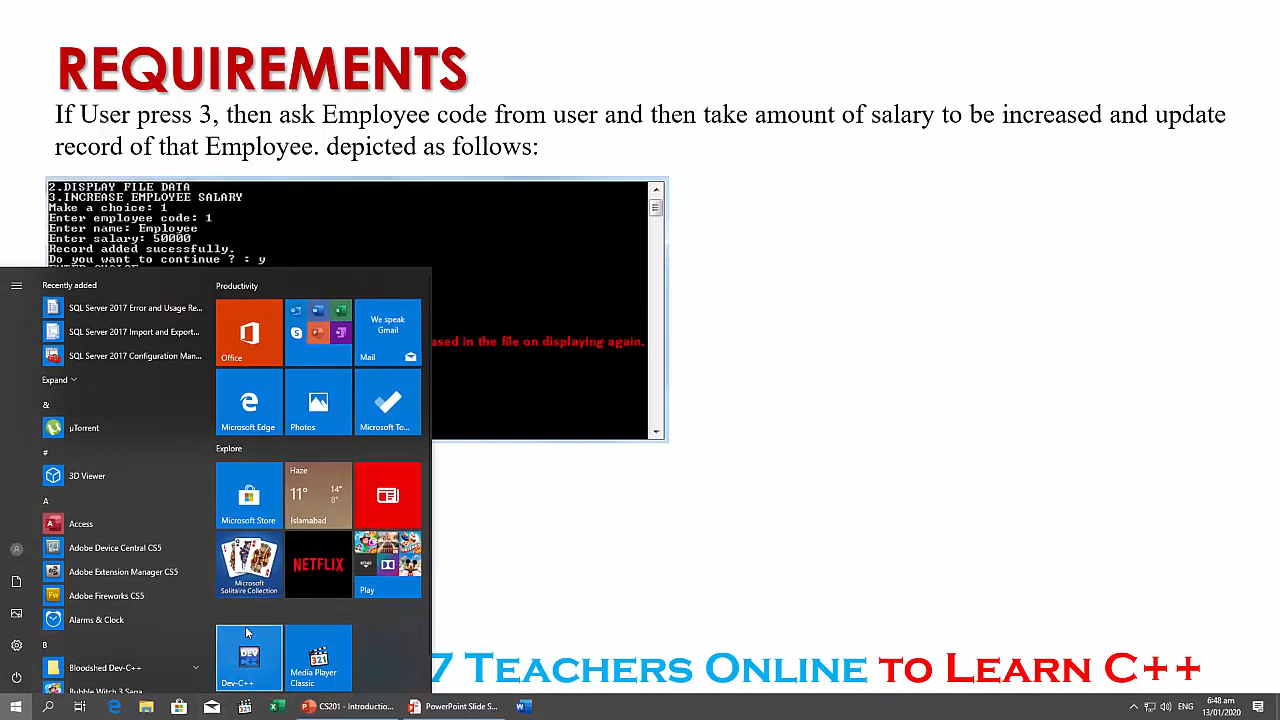 REQUIREMENTS
If User press 3, then ask Employee code from user and then take amount of salary to be increased and update
record of that Employee. depicted as follows:
2.DISPLAY FILE DATA
3.INCREASE EMPLOYEE SALARY
Make a choice: 1
Enter employee code: 1
Enter name: Employee
Enter salary: 50000
Record added sucessfully.
Do you want to continue ? : y
ased in the file on displaying again.
Recently added
SQL Server 2017 Error and Usage Re...
SQL Server 2017 Import and Export...
SQL Server 2017 Configuration Man...
Expand
&
µTorrent
#
3D Viewer
A
Access
Adobe Device Central CS5
Adobe Extension Manager CS5
Adobe Fireworks CS5
Alarms & Clock
B
Bloodshed Dev-C++
Bubble Witch 3 Saga
Productivity
Office
We speak
Gmail
Mail
Microsoft Edge
Photos
Microsoft To...
Explore
Microsoft Store
Haze
11°
14°
8°
Islamabad
Microsoft
Solitaire Collection
NETFLIX
Play
DEV
C++
Dev-C++
321
Media Player
Classic
7 TEACHERS ONLINE TO LEARN C++
CS201 - Introductio...
PowerPoint Slide S...
ENG
6:48 am
13/01/2020